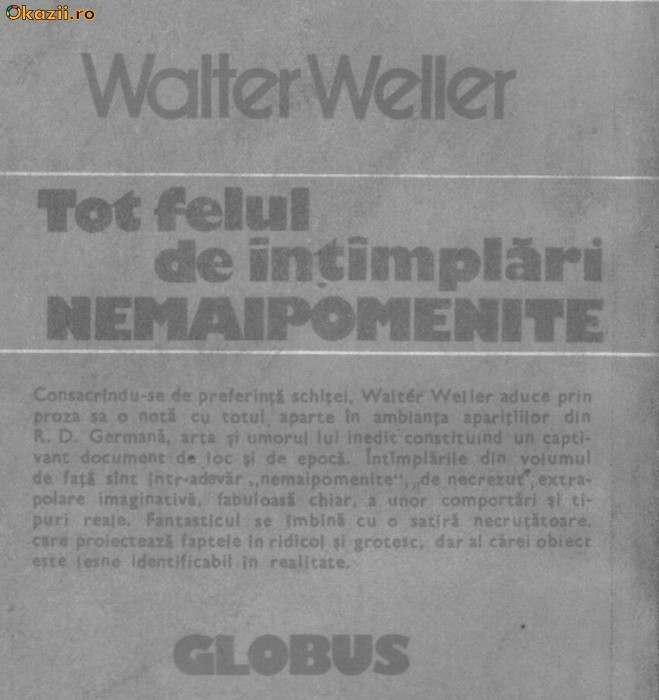 Okazii.ro
Walter Weller
Tot felul
de întîmplări
NEMAIPOMENITE
Consacrîndu-se de preferință schiței, Walter Weller aduce prin
proza sa o notă cu totul aparte în ambianța aparițiilor din
R. D. Germană, arta și umorul lui inedit constituind un capti-
vant document de loc și de epocă. Întîmplările din volumul
de față sînt într-adevăr „nemaipomenite“, „de necrezut“, extra-
polare imaginativă, fabuloasă chiar, a unor comportări și ti-
puri reale. Fantasticul se îmbină cu o satiră necruțătoare,
care proiectează faptele în ridicol și grotesc, dar al cărei obiect
este lesne identificabil în realitate.
GLOBUS